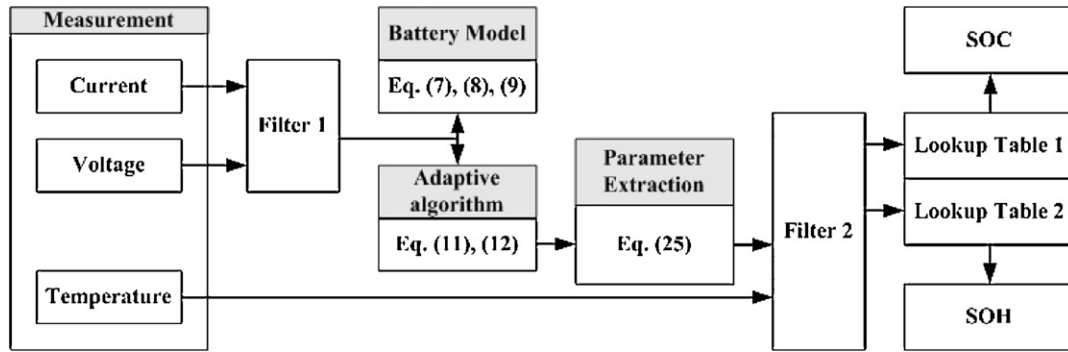 Measurement
Current
Voltage
Temperature
Filter 1
Battery Model
Eq. (7), (8), (9)
Adaptive
algorithm
Eq. (11), (12)
Parameter
Extraction
Eq. (25)
Filter 2
SOC
Lookup Table 1
Lookup Table 2
SOH